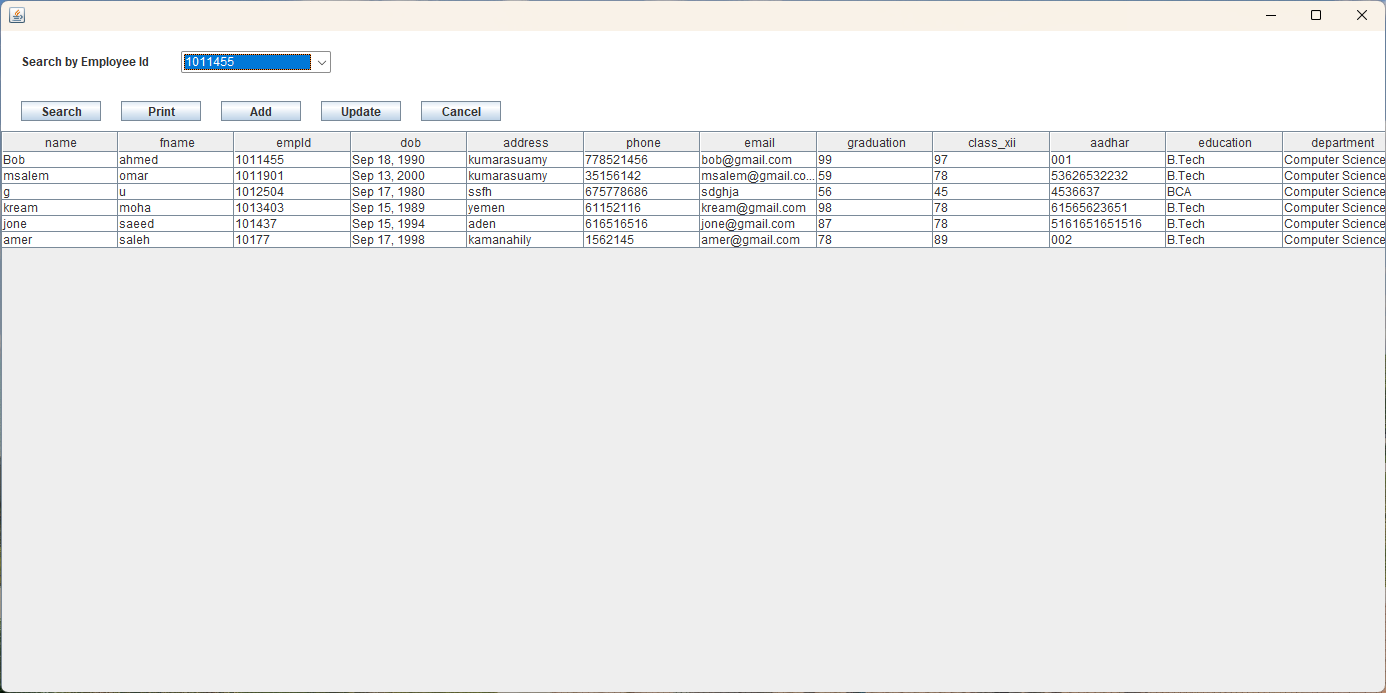 Search by Employee Id 1011455
Search Print Add Update Cancel
name fname empId dob address phone email graduation class_xii aadhar education department
Bob ahmed 1011455 Sep 18, 1990 kumarasuamy 778521456 bob@gmail.com 99 97 001 B.Tech Computer Science
msalem omar 1011901 Sep 13, 2000 kumarasuamy 35156142 msalem@gmail.co... 59 78 53626532232 B.Tech Computer Science
g u 1012504 Sep 17, 1980 ssfh 675778686 sdghja 56 45 4536637 BCA Computer Science
kream moha 1013403 Sep 15, 1989 yemen 61152116 kream@gmail.com 98 78 61565623651 B.Tech Computer Science
jone saeed 101437 Sep 15, 1994 aden 616516516 jone@gmail.com 87 78 5161651651516 B.Tech Computer Science
amer saleh 10177 Sep 17, 1998 kamanahily 1562145 amer@gmail.com 78 89 002 B.Tech Computer Science